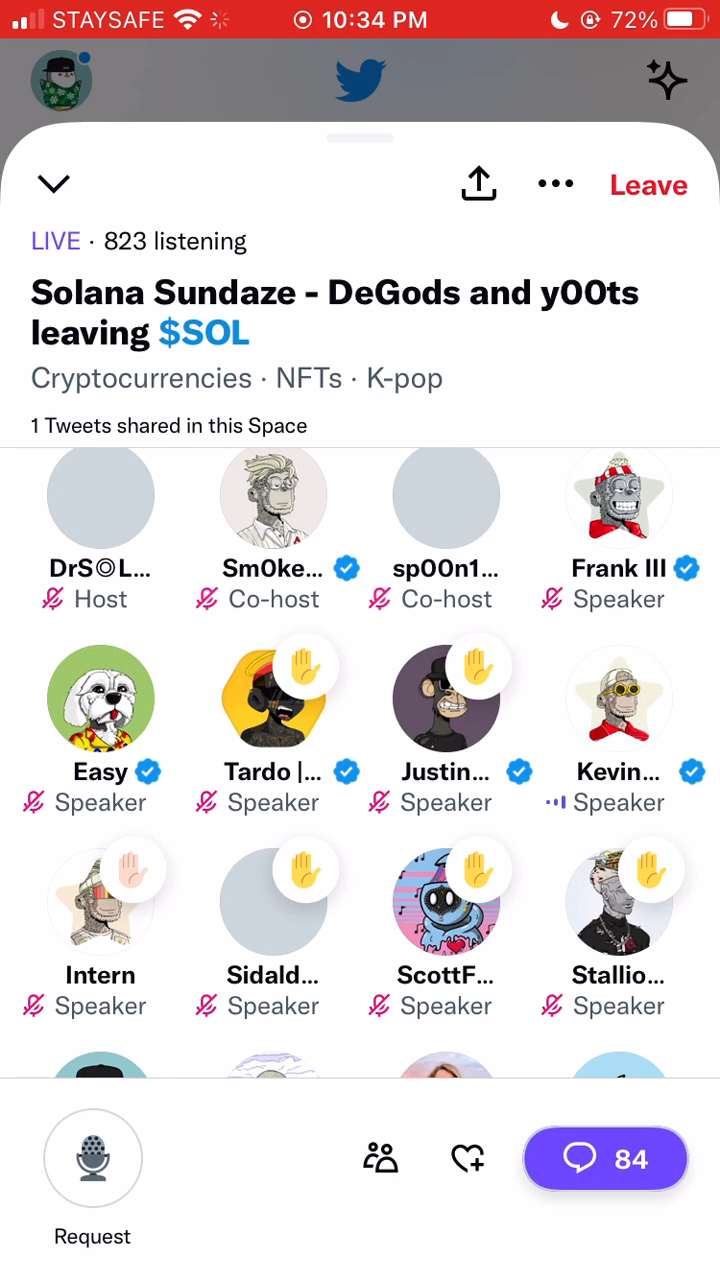 STAYSAFE 10:34 PM 72%
Leave
LIVE · 823 listening
Solana Sundaze - DeGods and y00ts
leaving $SOL
Cryptocurrencies · NFTs · K-pop
1 Tweets shared in this Space
DrS◎L... Sm0ke... sp00n1... Frank III
Host Co-host Co-host Speaker
Easy Tardo |... Justin... Kevin...
Speaker Speaker Speaker Speaker
Intern Sidald... ScottF... Stallio...
Speaker Speaker Speaker Speaker
84
Request